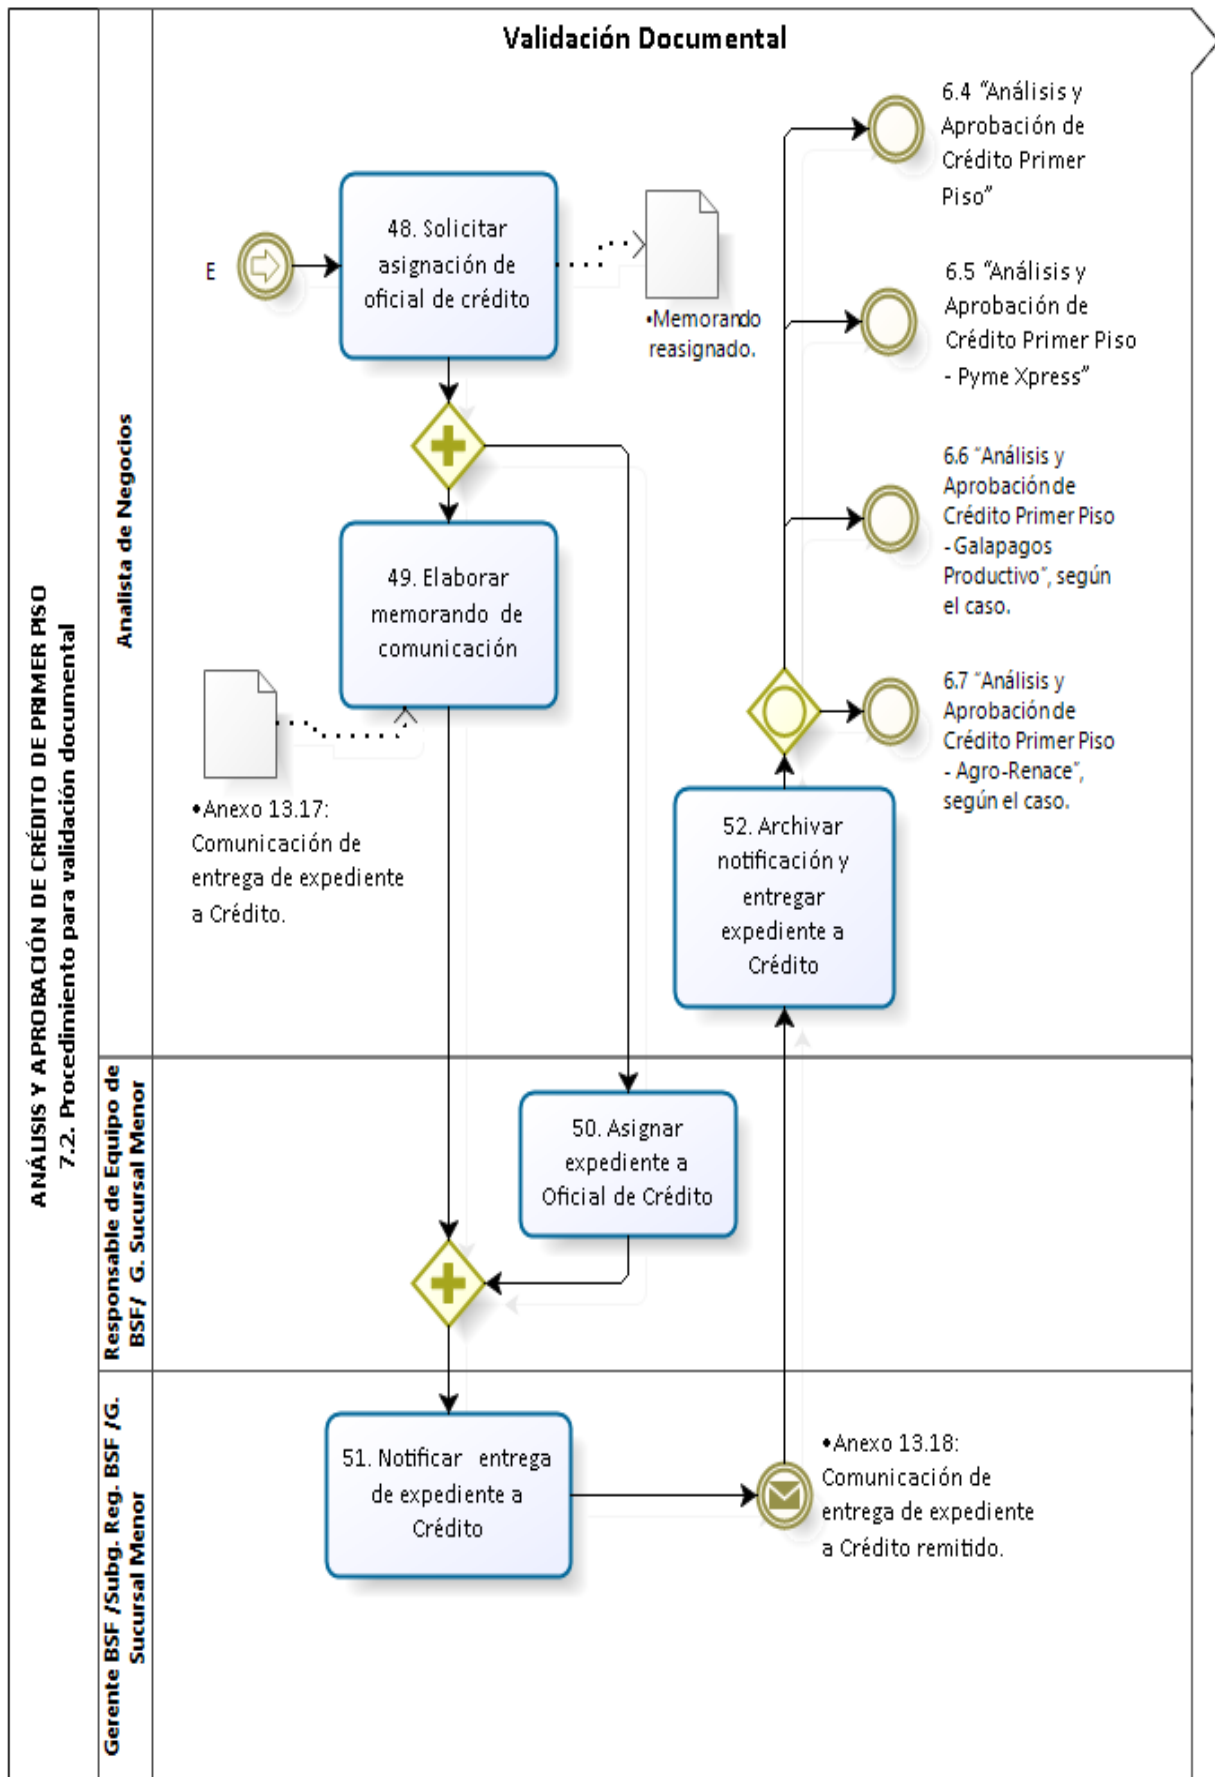 ANÁLISIS Y APROBACIÓN DE CRÉDITO DE PRIMER PISO
7.2. Procedimiento para validación documental
Validación Documental
Analista de Negocios
E
48. Solicitar
asignación de
oficial de crédito
•Memorando
reasignado.
49. Elaborar
memorando de
comunicación
•Anexo 13.17:
Comunicación de
entrega de expediente
a Crédito.
6.4 “Análisis y
Aprobación de
Crédito Primer
Piso”
6.5 “Análisis y
Aprobación de
Crédito Primer Piso
- Pyme Xpress”
6.6 “Análisis y
Aprobación de
Crédito Primer Piso
- Galapagos
Productivo”, según
el caso.
6.7 “Análisis y
Aprobación de
Crédito Primer Piso
- Agro-Renace”,
según el caso.
52. Archivar
notificación y
entregar
expediente a
Crédito
Responsable de Equipo de
BSF/ G. Sucursal Menor
50. Asignar
expediente a
Oficial de Crédito
Gerente BSF /Subg. Reg. BSF /G.
Sucursal Menor
51. Notificar entrega
de expediente a
Crédito
•Anexo 13.18:
Comunicación de
entrega de expediente
a Crédito remitido.